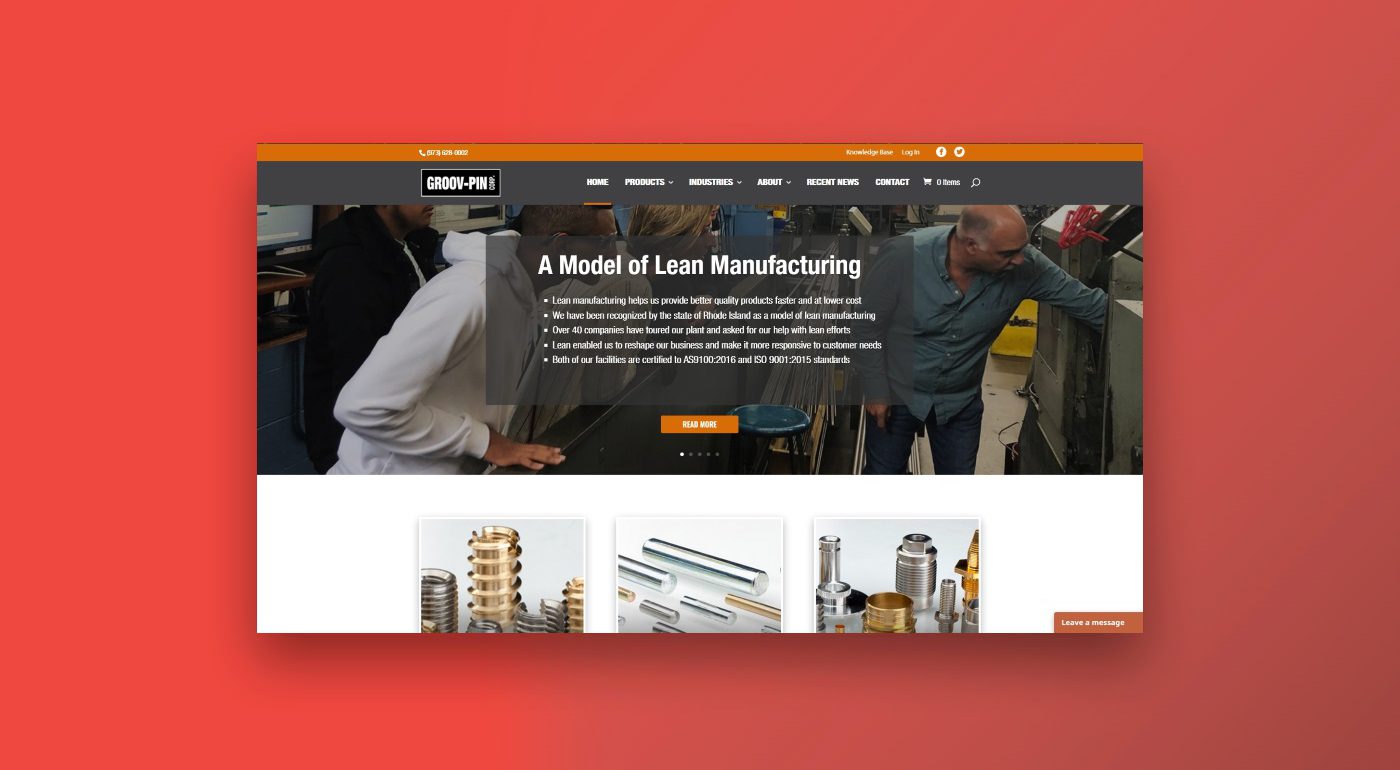 (973) 628-0002
Knowledge Base Log In
GROOV-PIN CORP.
HOME PRODUCTS INDUSTRIES ABOUT RECENT NEWS CONTACT 0 Items
A Model of Lean Manufacturing
▪ Lean manufacturing helps us provide better quality products faster and at lower cost
▪ We have been recognized by the state of Rhode Island as a model of lean manufacturing
▪ Over 40 companies have toured our plant and asked for our help with lean efforts
▪ Lean enabled us to reshape our business and make it more responsive to customer needs
▪ Both of our facilities are certified to AS9100:2016 and ISO 9001:2015 standards
READ MORE
Leave a message